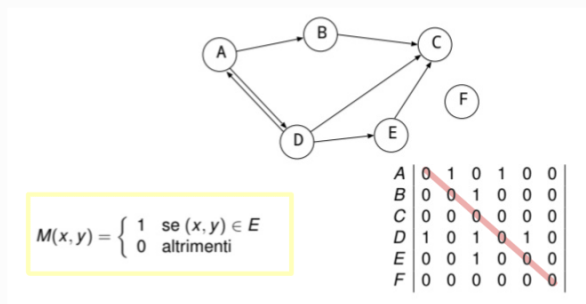 B
A
C
F
D
E
A 0 1 0 1 0 0
B 0 0 1 0 0 0
C 0 0 0 0 0 0
D 1 0 1 0 1 0
E 0 0 1 0 0 0
F 0 0 0 0 0 0
M(x, y) = { 1 se (x, y) ∈ E
0 altrimenti